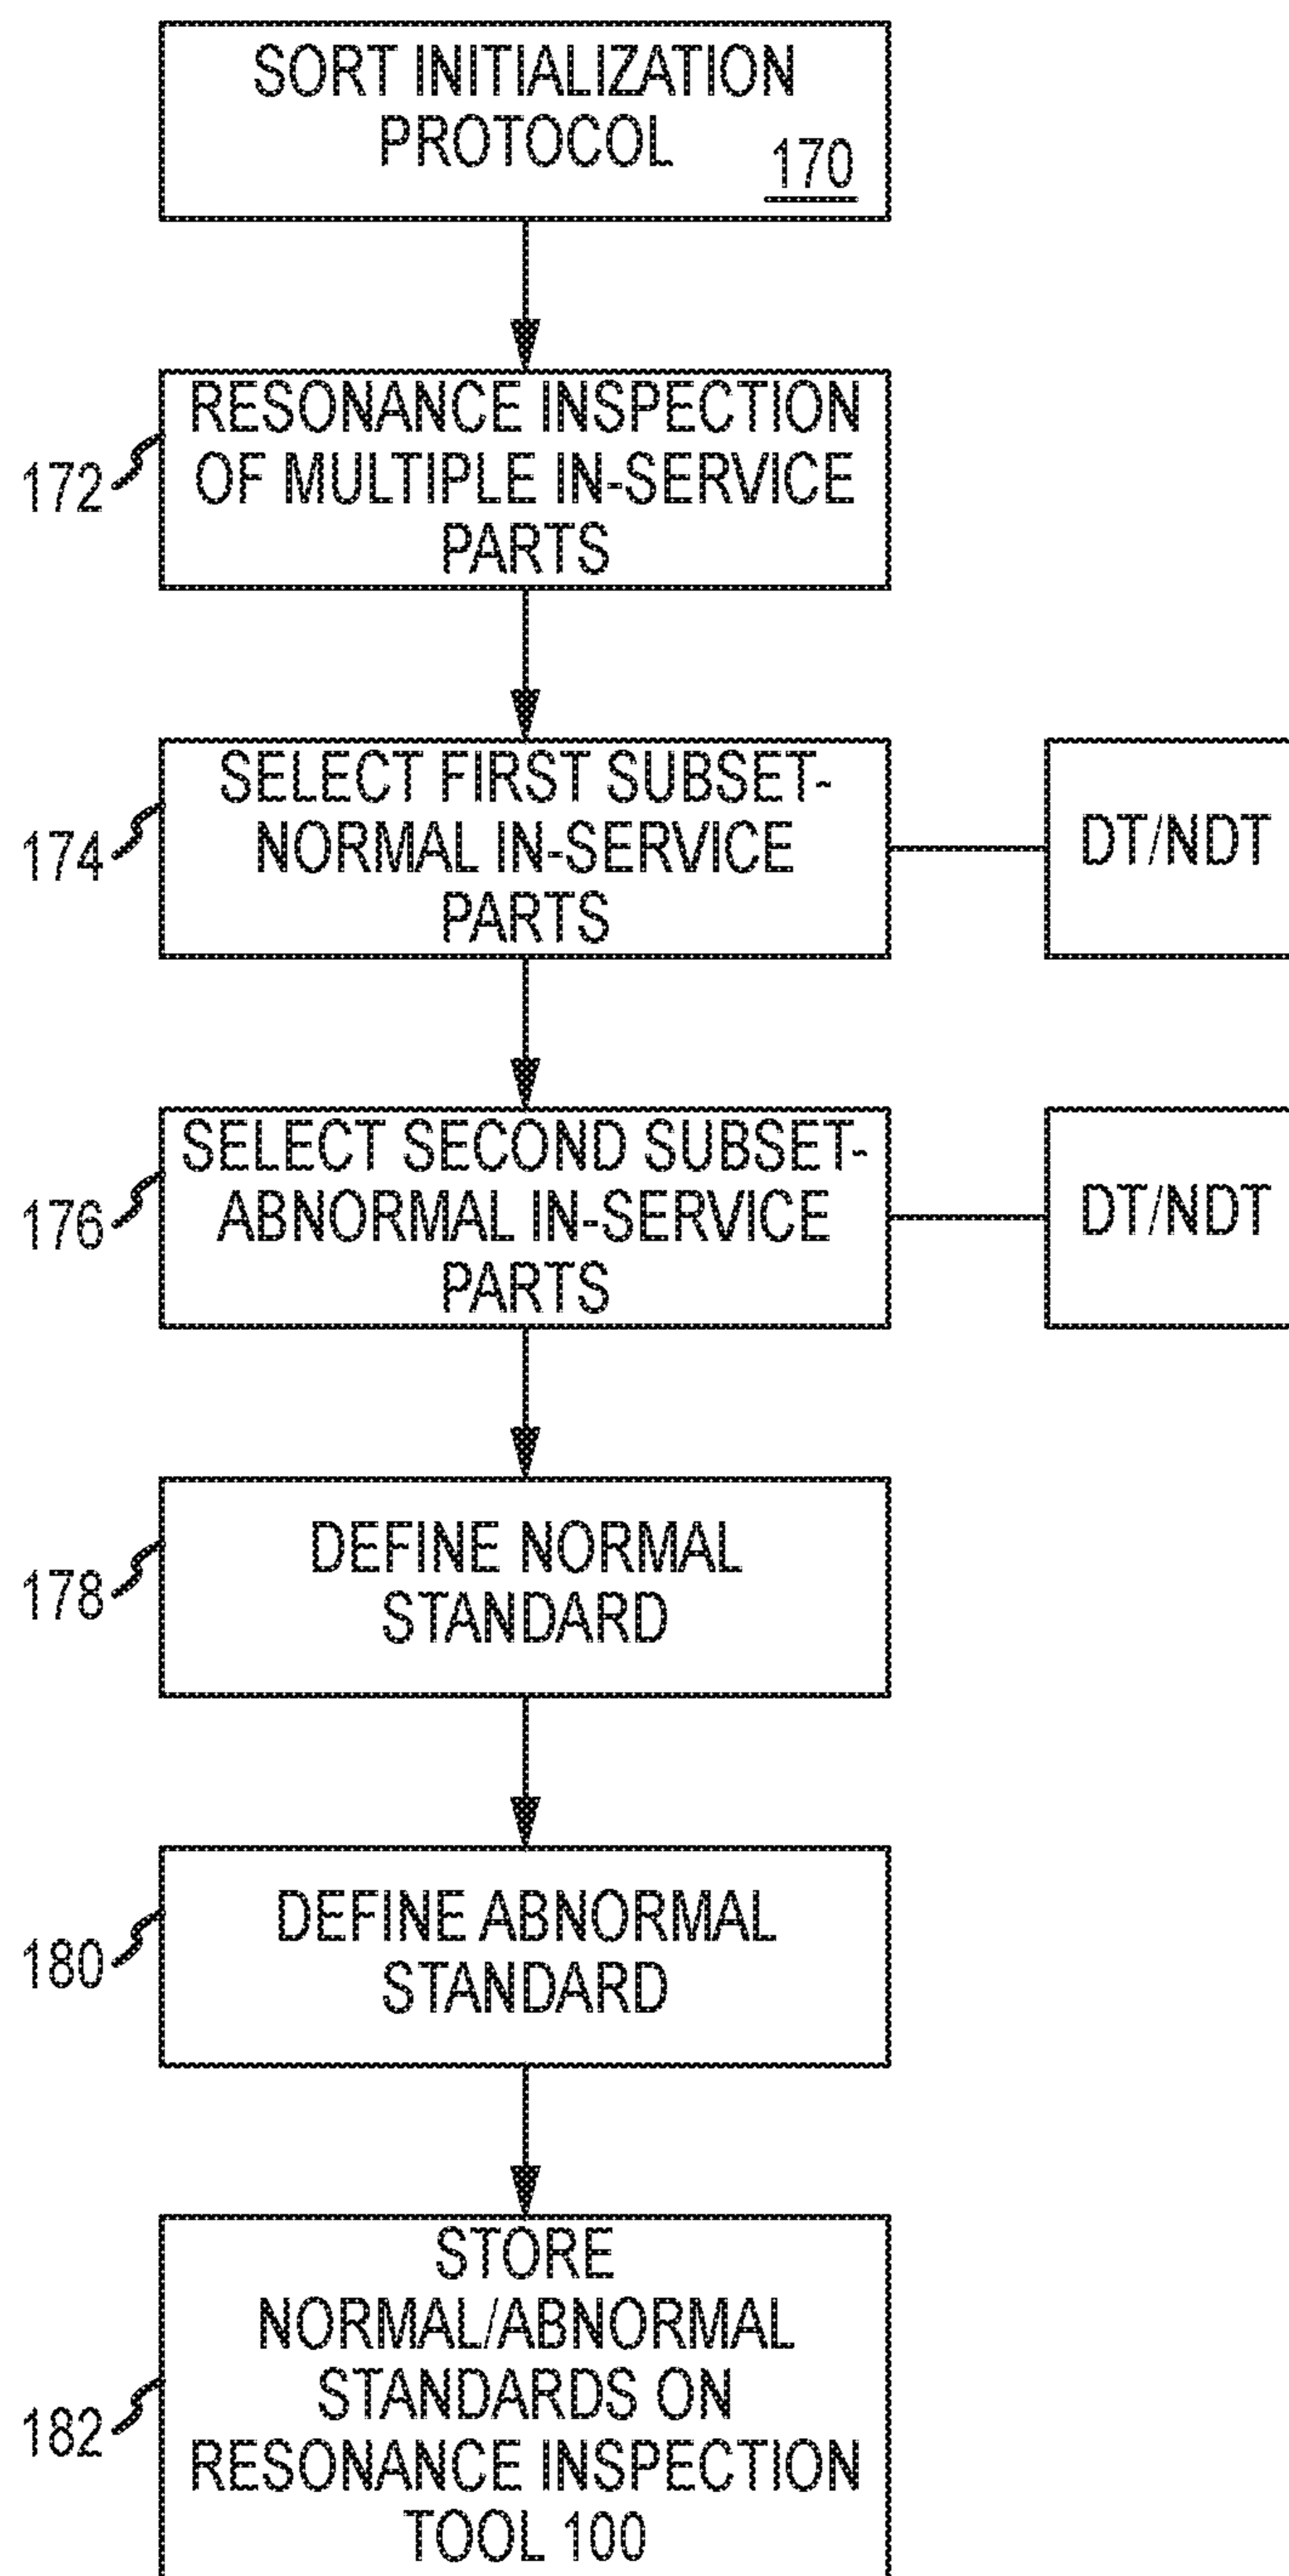 SORT INITIALIZATION
PROTOCOL
170
RESONANCE INSPECTION
OF MULTIPLE IN-SERVICE
PARTS
172
SELECT FIRST SUBSET-
NORMAL IN-SERVICE
PARTS
174
DT/NDT
SELECT SECOND SUBSET-
ABNORMAL IN-SERVICE
PARTS
176
DT/NDT
DEFINE NORMAL
STANDARD
178
DEFINE ABNORMAL
STANDARD
180
STORE
NORMAL/ABNORMAL
STANDARDS ON
RESONANCE INSPECTION
TOOL 100
182